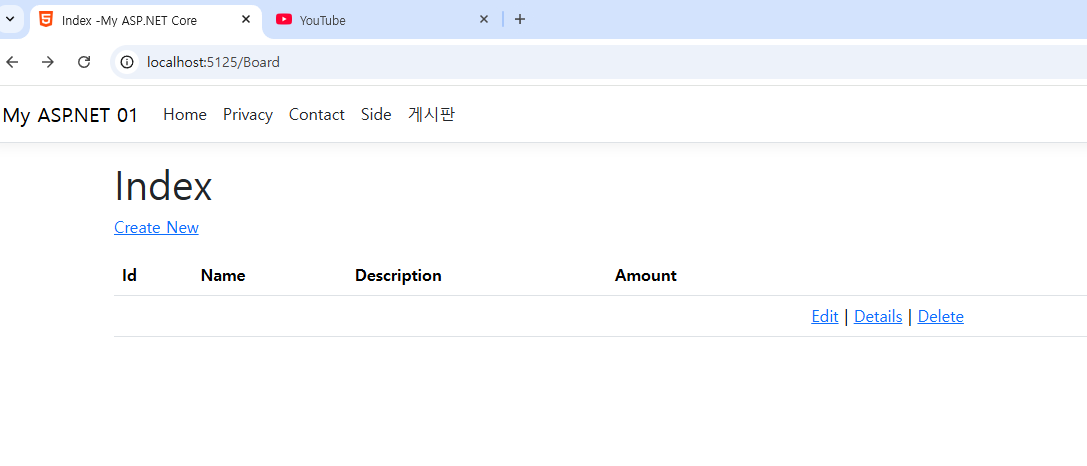 Index -My ASP.NET Core
YouTube
localhost:5125/Board
My ASP.NET 01 Home Privacy Contact Side 게시판
Index
Create New
Id Name Description Amount
Edit | Details | Delete